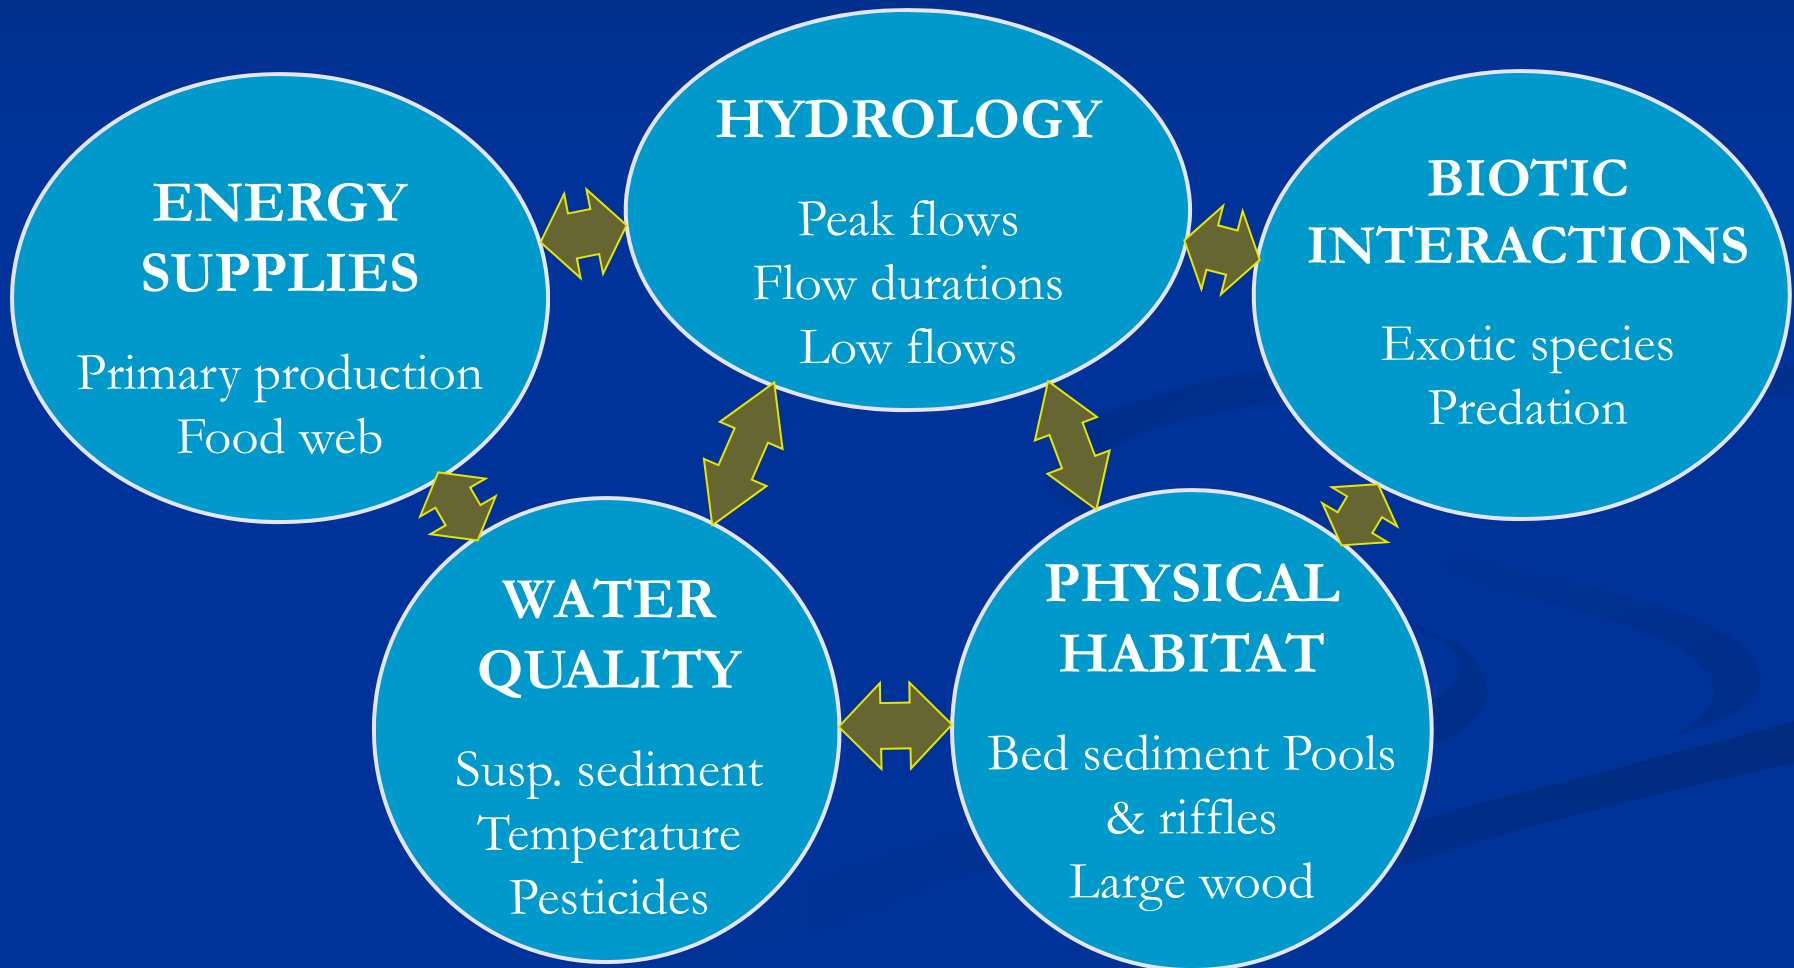 ENERGY
SUPPLIES
Primary production
Food web
HYDROLOGY
Peak flows
Flow durations
Low flows
BIOTIC
INTERACTIONS
Exotic species
Predation
WATER
QUALITY
Susp. sediment
Temperature
Pesticides
PHYSICAL
HABITAT
Bed sediment Pools
& riffles
Large wood